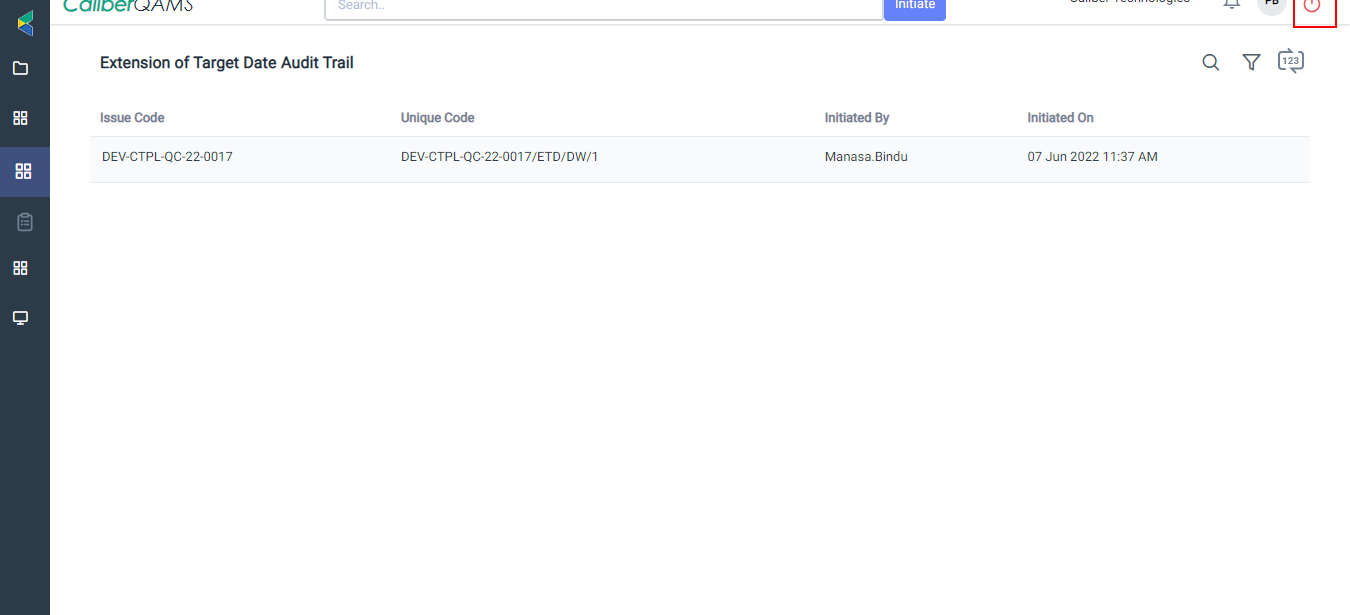 CaliberQAMS
Search..
Initiate
Caliber Technologies
PB
Extension of Target Date Audit Trail
123
Issue Code Unique Code Initiated By Initiated On
DEV-CTPL-QC-22-0017 DEV-CTPL-QC-22-0017/ETD/DW/1 Manasa.Bindu 07 Jun 2022 11:37 AM